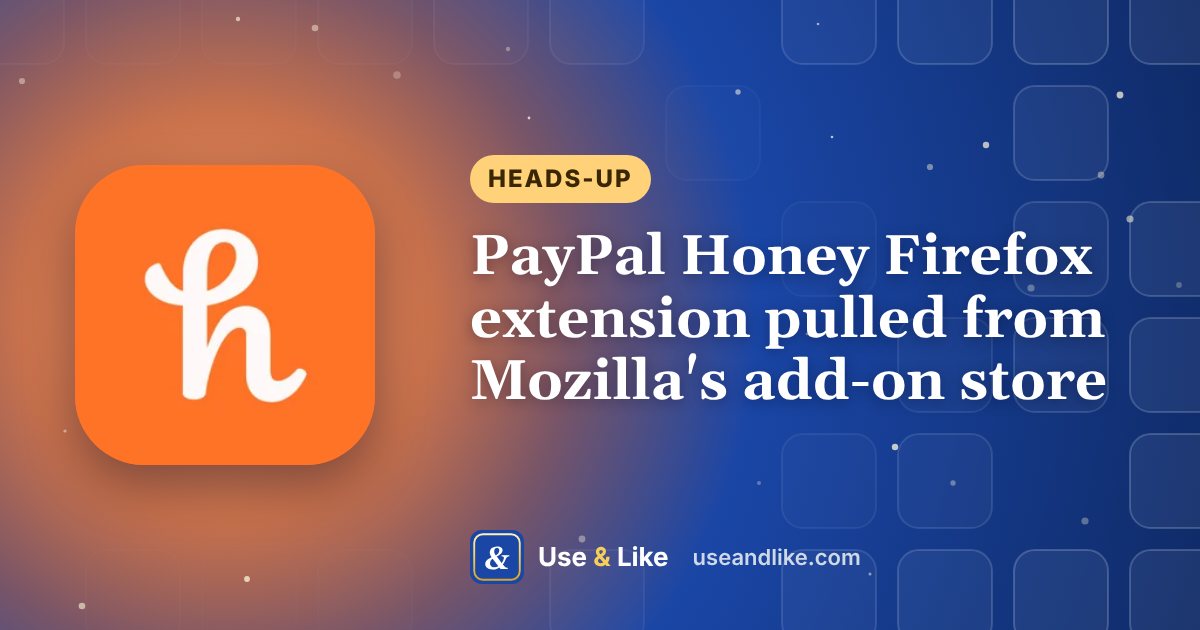 h
HEADS-UP
PayPal Honey Firefox
extension pulled from
Mozilla's add-on store
& Use & Like useandlike.com